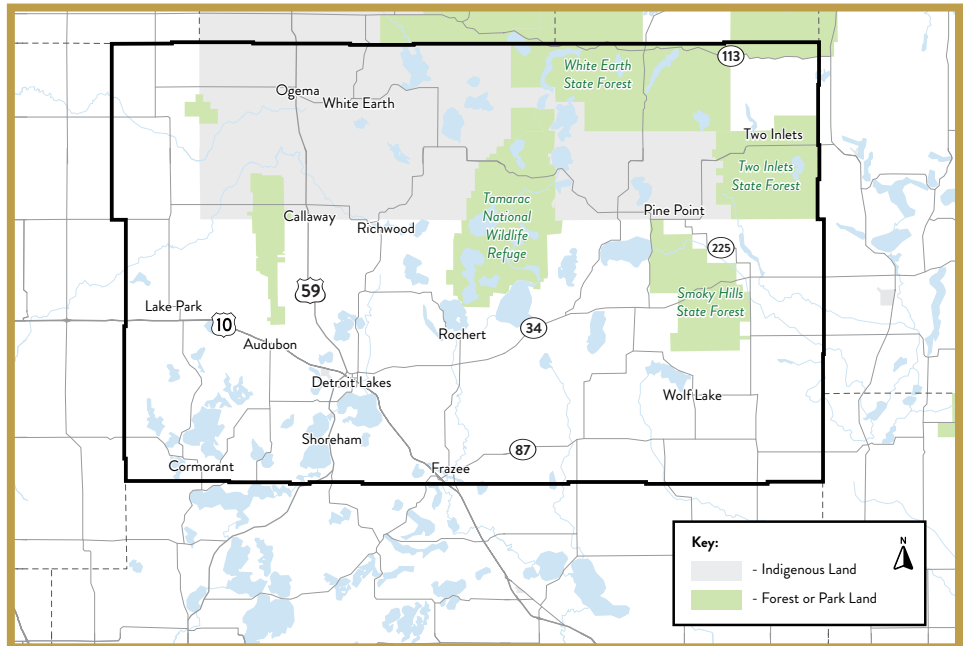 113
White Earth
State Forest
Ogema
White Earth
Two Inlets
Two Inlets
State Forest
Tamarac
National
Wildlife
Refuge
Pine Point
Callaway
Richwood
225
59
Smoky Hills
State Forest
Lake Park
10
34
Rochert
Audubon
Detroit Lakes
Wolf Lake
Shoreham
87
Cormorant
Frazee
Key:
N
- Indigenous Land
- Forest or Park Land